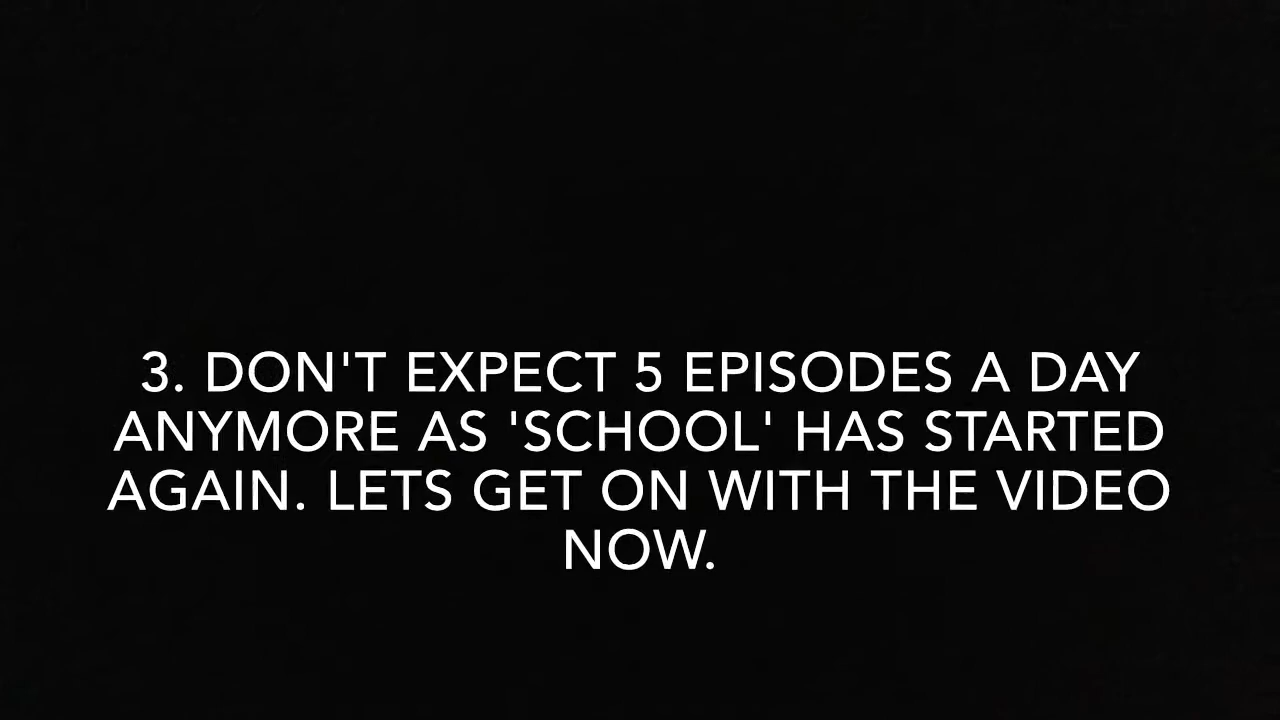 3. DON'T EXPECT 5 EPISODES A DAY
ANYMORE AS 'SCHOOL' HAS STARTED
AGAIN. LETS GET ON WITH THE VIDEO
NOW.